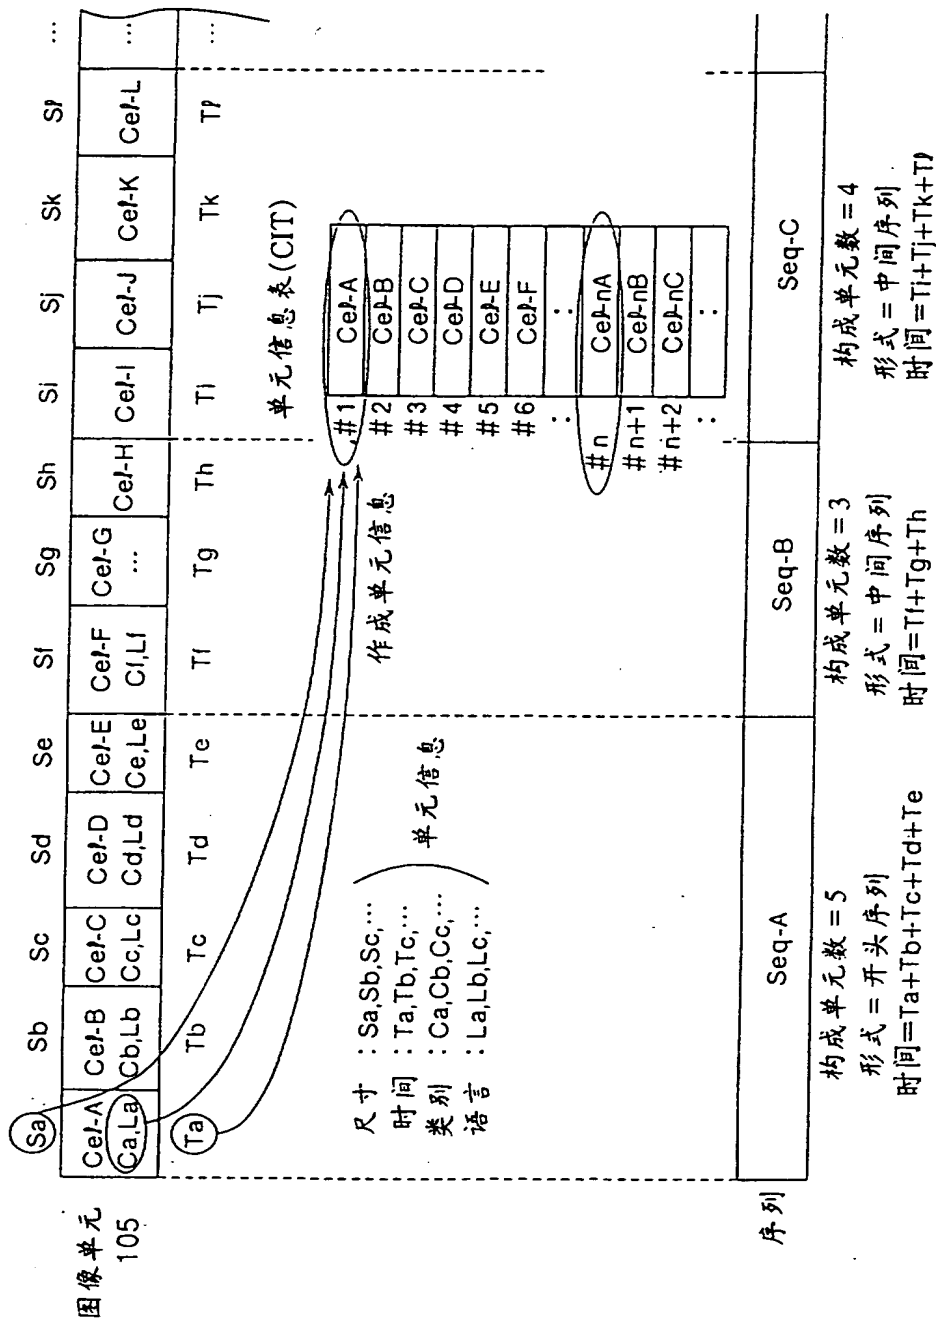 Sa Sb Sc Sd Se Sf Sg Sh Si Sj Sk Sl …
图像单元
105
Cel-A Cel-B Cel-C Cel-D Cel-E Cel-F Cel-G Cel-H Cel-I Cel-J Cel-K Cel-L …
Ca,La Cb,Lb Cc,Lc Cd,Ld Ce,Le Cf,Lf …
Ta Tb Tc Td Te Tf Tg Th Ti Tj Tk Tl …
单元信息表(CIT)
#1 Cel-A
#2 Cel-B
#3 Cel-C
#4 Cel-D
#5 Cel-E
#6 Cel-F
: :
#n Cel-nA
#n+1 Cel-nB
#n+2 Cel-nC
: :
作成单元信息
尺寸 :Sa,Sb,Sc,…
时间 :Ta,Tb,Tc,…
类别 :Ca,Cb,Cc,…
语言 :La,Lb,Lc,…
单元信息
序列
Seq-A Seq-B Seq-C
构成单元数=5
形式=开头序列
时间=Ta+Tb+Tc+Td+Te
构成单元数=3
形式=中间序列
时间=Tf+Tg+Th
构成单元数=4
形式=中间序列
时间=Ti+Tj+Tk+Tl